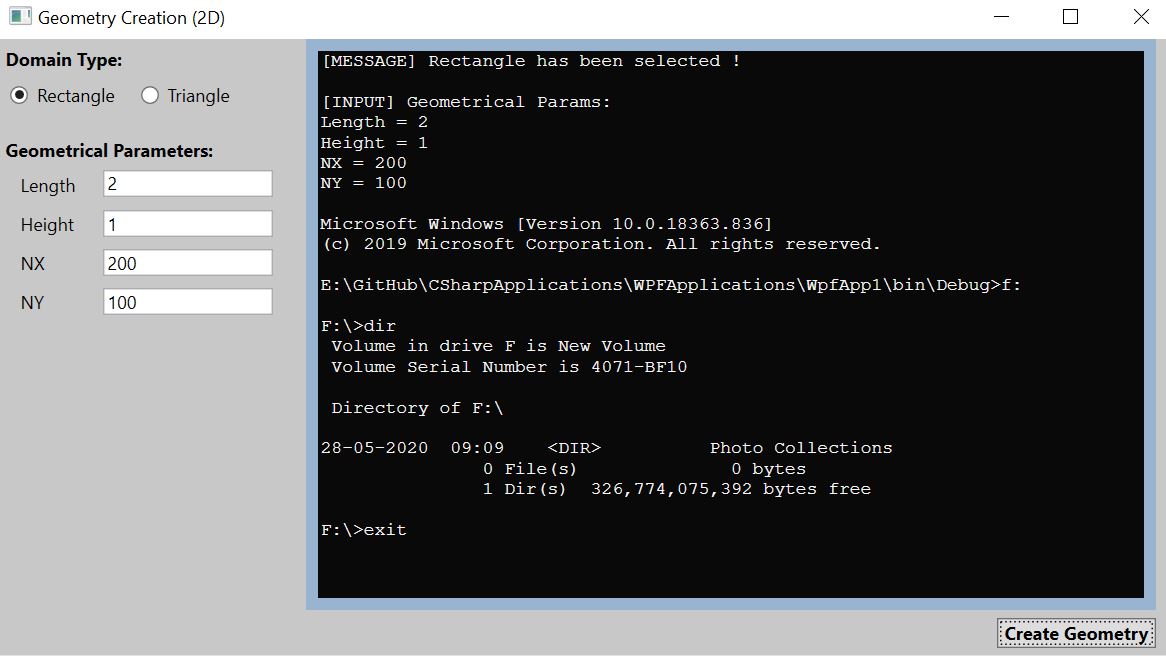 Geometry Creation (2D)
Domain Type:
Rectangle Triangle
Geometrical Parameters:
Length 2
Height 1
NX 200
NY 100
[MESSAGE] Rectangle has been selected !
[INPUT] Geometrical Params:
Length = 2
Height = 1
NX = 200
NY = 100
Microsoft Windows [Version 10.0.18363.836]
(c) 2019 Microsoft Corporation. All rights reserved.
E:\GitHub\CSharpApplications\WPFApplications\WpfApp1\bin\Debug>f:
F:\>dir
Volume in drive F is New Volume
Volume Serial Number is 4071-BF10
Directory of F:\
28-05-2020 09:09 <DIR> Photo Collections
0 File(s) 0 bytes
1 Dir(s) 326,774,075,392 bytes free
F:\>exit
Create Geometry